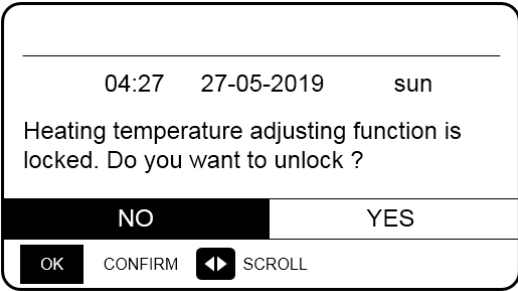 04:27 27-05-2019 sun
Heating temperature adjusting function is
locked. Do you want to unlock ?
NO YES
OK CONFIRM SCROLL